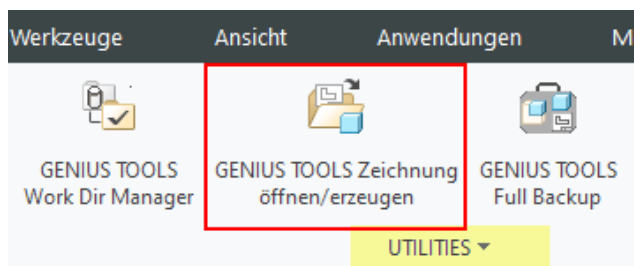 Werkzeuge Ansicht Anwendungen M
GENIUS TOOLS
Work Dir Manager
GENIUS TOOLS Zeichnung
öffnen/erzeugen
GENIUS TOOLS
Full Backup
UTILITIES